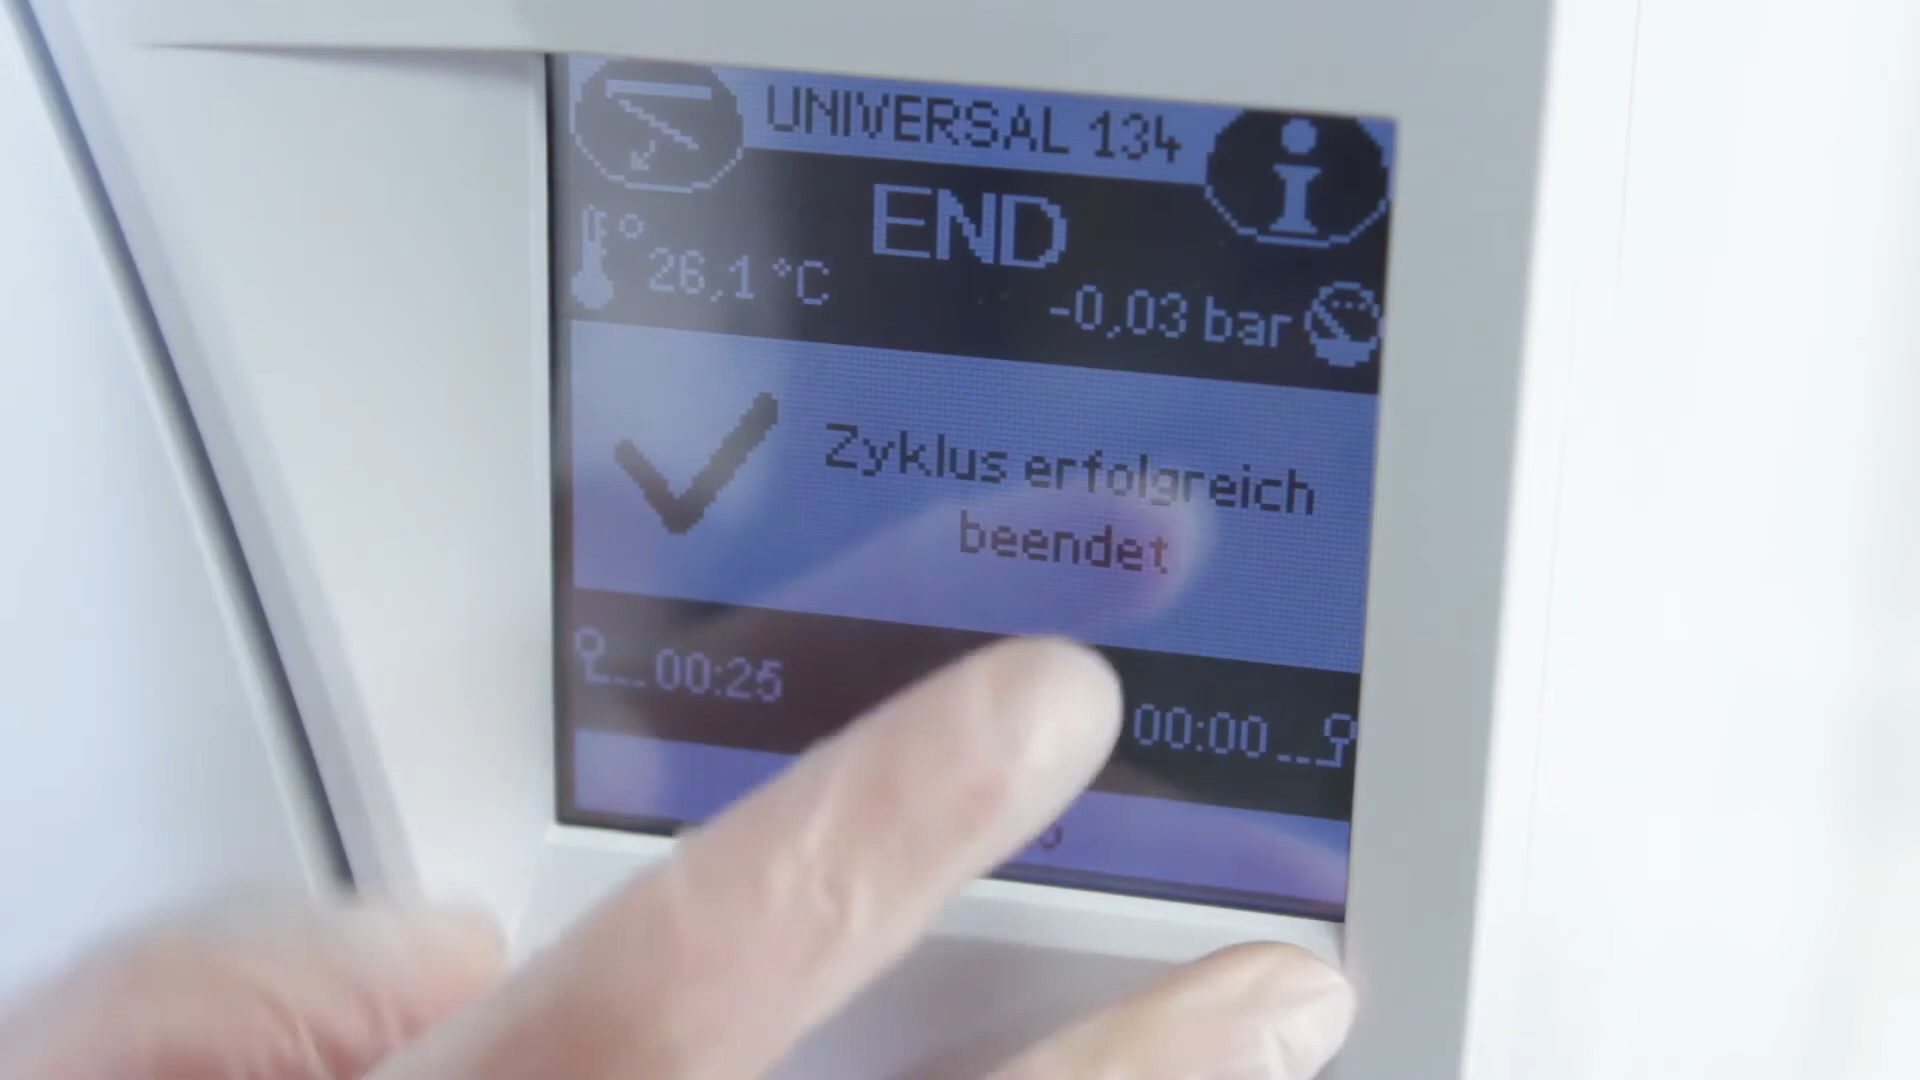 UNIVERSAL 134
END
26,1 °C
-0,03 bar
Zyklus erfolgreich
beendet
00:25
00:00